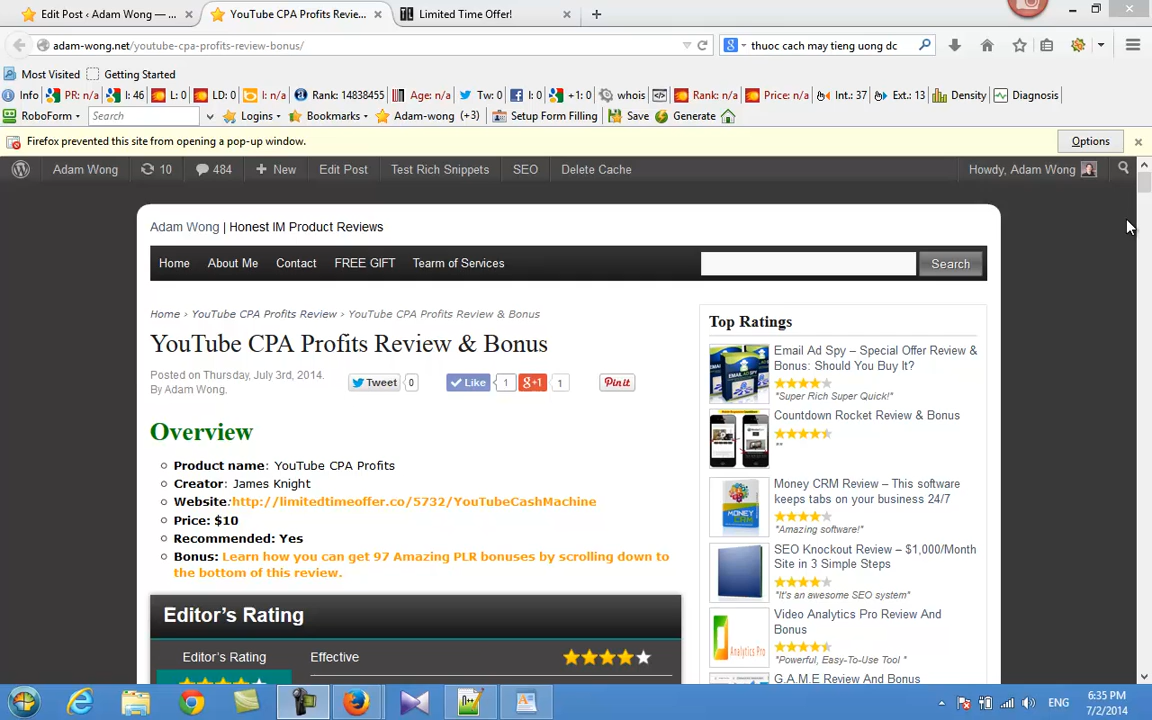 Edit Post ‹ Adam Wong — ...
YouTube CPA Profits Revie...
Limited Time Offer!
adam-wong.net/youtube-cpa-profits-review-bonus/
thuoc cach may tieng uong dc
Most Visited
Getting Started
Info PR: n/a I: 46 L: 0 LD: 0 I: n/a Rank: 14838455 Age: n/a Tw: 0 I: 0 +1: 0 whois Rank: n/a Price: n/a Int.: 37 Ext.: 13 Density Diagnosis
RoboForm Search Logins Bookmarks Adam-wong (+3) Setup Form Filling Save Generate
Firefox prevented this site from opening a pop-up window.
Options
Adam Wong 10 484 New Edit Post Test Rich Snippets SEO Delete Cache Howdy, Adam Wong
Adam Wong | Honest IM Product Reviews
Home About Me Contact FREE GIFT Tearm of Services Search
Home › YouTube CPA Profits Review › YouTube CPA Profits Review & Bonus
YouTube CPA Profits Review & Bonus
Posted on Thursday, July 3rd, 2014.
By Adam Wong.
Tweet 0 Like 1 +1 1 Pin it
Overview
Product name: YouTube CPA Profits
Creator: James Knight
Website:http://limitedtimeoffer.co/5732/YouTubeCashMachine
Price: $10
Recommended: Yes
Bonus: Learn how you can get 97 Amazing PLR bonuses by scrolling down to
the bottom of this review.
Editor's Rating
Editor's Rating
Effective
Top Ratings
Email Ad Spy – Special Offer Review &
Bonus: Should You Buy It?
"Super Rich Super Quick!"
Countdown Rocket Review & Bonus
""
Money CRM Review – This software
keeps tabs on your business 24/7
"Amazing software!"
SEO Knockout Review – $1,000/Month
Site in 3 Simple Steps
"It's an awesome SEO system"
Video Analytics Pro Review And
Bonus
"Powerful, Easy-To-Use Tool "
G.A.M.E Review And Bonus
ENG
6:35 PM
7/2/2014